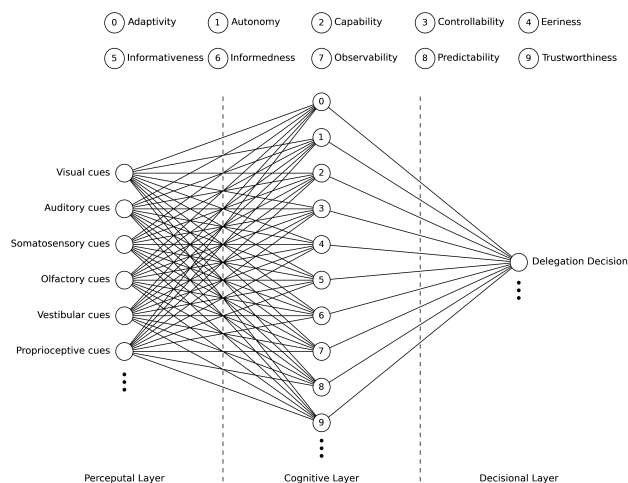 0 Adaptivity 1 Autonomy 2 Capability 3 Controllability 4 Eeriness
5 Informativeness 6 Informedness 7 Observability 8 Predictability 9 Trustworthiness
0
1
Visual cues 2
Auditory cues 3
Somatosensory cues 4
Delegation Decision
Olfactory cues 5
Vestibular cues 6
Proprioceptive cues 7
8
9
Perceputal Layer Cognitive Layer Decisional Layer